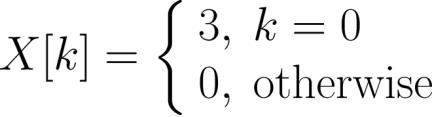 X[k] = { 3, k = 0
0, otherwise